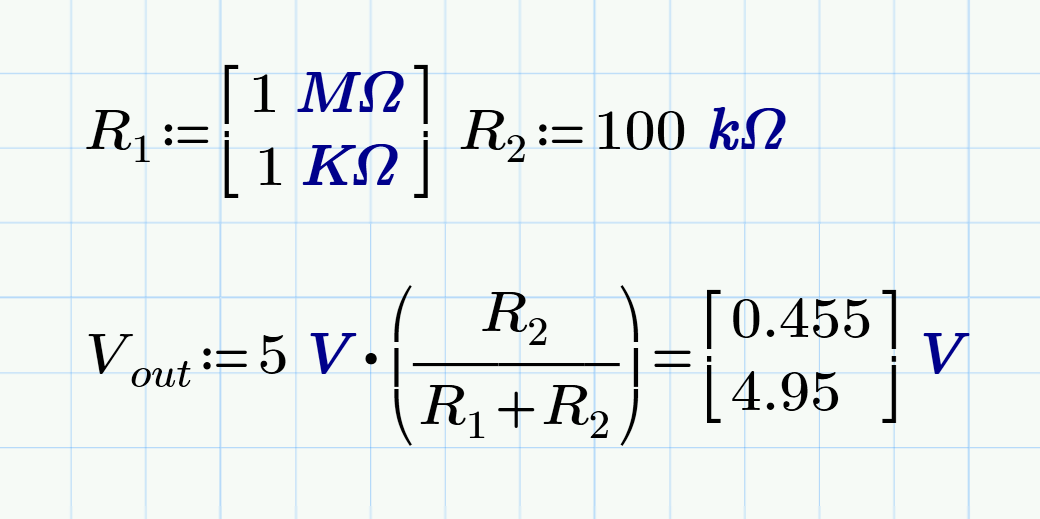 R₁ := [1 MΩ
1 KΩ] R₂ := 100 kΩ
V_out := 5 V · (R₂ / (R₁ + R₂)) = [0.455
4.95] V